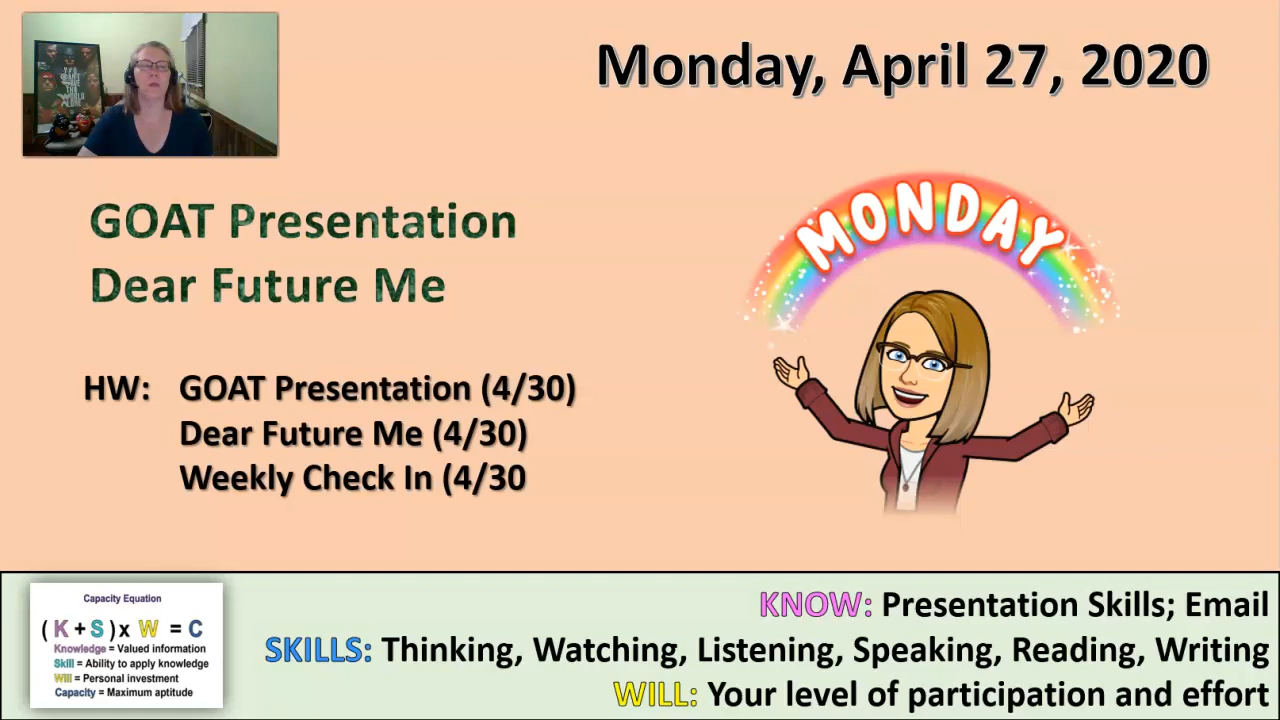 Monday, April 27, 2020
MONDAY
GOAT Presentation
Dear Future Me
HW: GOAT Presentation (4/30)
Dear Future Me (4/30)
Weekly Check In (4/30
Capacity Equation
( K + S ) x W = C
Knowledge = Valued information
Skill = Ability to apply knowledge
Will = Personal investment
Capacity = Maximum aptitude
KNOW: Presentation Skills; Email
SKILLS: Thinking, Watching, Listening, Speaking, Reading, Writing
WILL: Your level of participation and effort